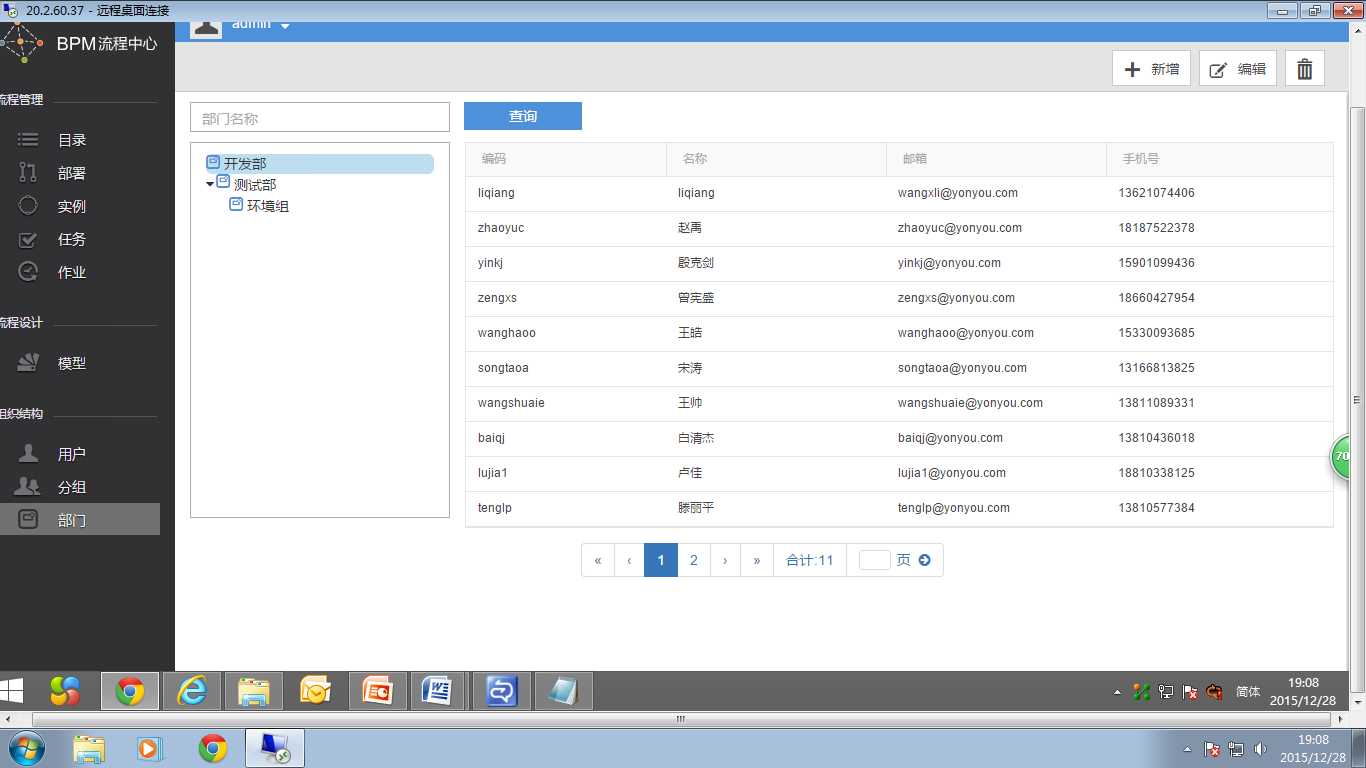 20.2.60.37 - 远程桌面连接
admin
BPM流程中心
新增 编辑
流程管理
目录
部署
实例
任务
作业
流程设计
模型
组织结构
用户
分组
部门
部门名称 查询
开发部
测试部
环境组
编码 名称 邮箱 手机号
liqiang liqiang wangxli@yonyou.com 13621074406
zhaoyuc 赵禹 zhaoyuc@yonyou.com 18187522378
yinkj 殷克剑 yinkj@yonyou.com 15901099436
zengxs 曾宪盛 zengxs@yonyou.com 18660427954
wanghaoo 王皓 wanghaoo@yonyou.com 15330093685
songtaoa 宋涛 songtaoa@yonyou.com 13166813825
wangshuaie 王帅 wangshuaie@yonyou.com 13811089331
baiqj 白清杰 baiqj@yonyou.com 13810436018
lujia1 卢佳 lujia1@yonyou.com 18810338125
tenglp 滕丽平 tenglp@yonyou.com 13810577384
« ‹ 1 2 › » 合计:11 页
70
简体 19:08
2015/12/28
19:08
2015/12/28